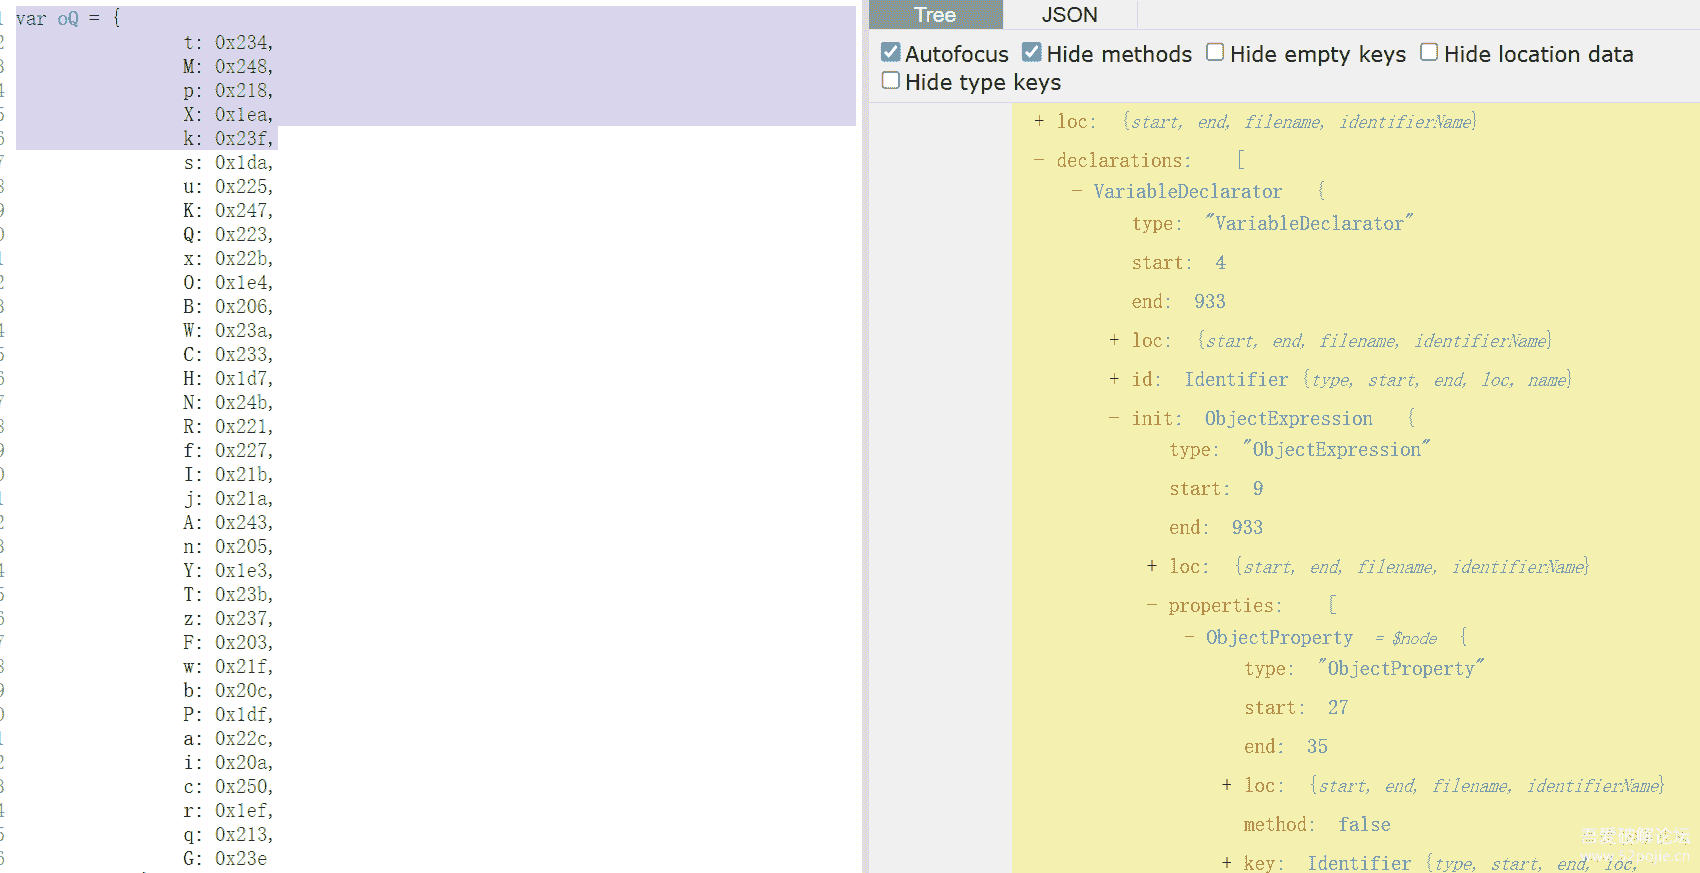 var oQ = {
t: 0x234,
M: 0x248,
p: 0x218,
X: 0x1ea,
k: 0x23f,
s: 0x1da,
u: 0x225,
K: 0x247,
Q: 0x223,
x: 0x22b,
O: 0x1e4,
B: 0x206,
W: 0x23a,
C: 0x233,
H: 0x1d7,
N: 0x24b,
R: 0x221,
f: 0x227,
I: 0x21b,
j: 0x21a,
A: 0x243,
n: 0x205,
Y: 0x1e3,
T: 0x23b,
z: 0x237,
F: 0x203,
w: 0x21f,
b: 0x20c,
P: 0x1df,
a: 0x22c,
i: 0x20a,
c: 0x250,
r: 0x1ef,
q: 0x213,
G: 0x23e
Tree JSON
Autofocus Hide methods Hide empty keys Hide location data
Hide type keys
+ loc: {start, end, filename, identifierName}
- declarations: [
- VariableDeclarator {
type: "VariableDeclarator"
start: 4
end: 933
+ loc: {start, end, filename, identifierName}
+ id: Identifier {type, start, end, loc, name}
- init: ObjectExpression {
type: "ObjectExpression"
start: 9
end: 933
+ loc: {start, end, filename, identifierName}
- properties: [
- ObjectProperty = $node {
type: "ObjectProperty"
start: 27
end: 35
+ loc: {start, end, filename, identifierName}
method: false
+ key: Identifier {type, start, end, loc,
www.52pojie.cn